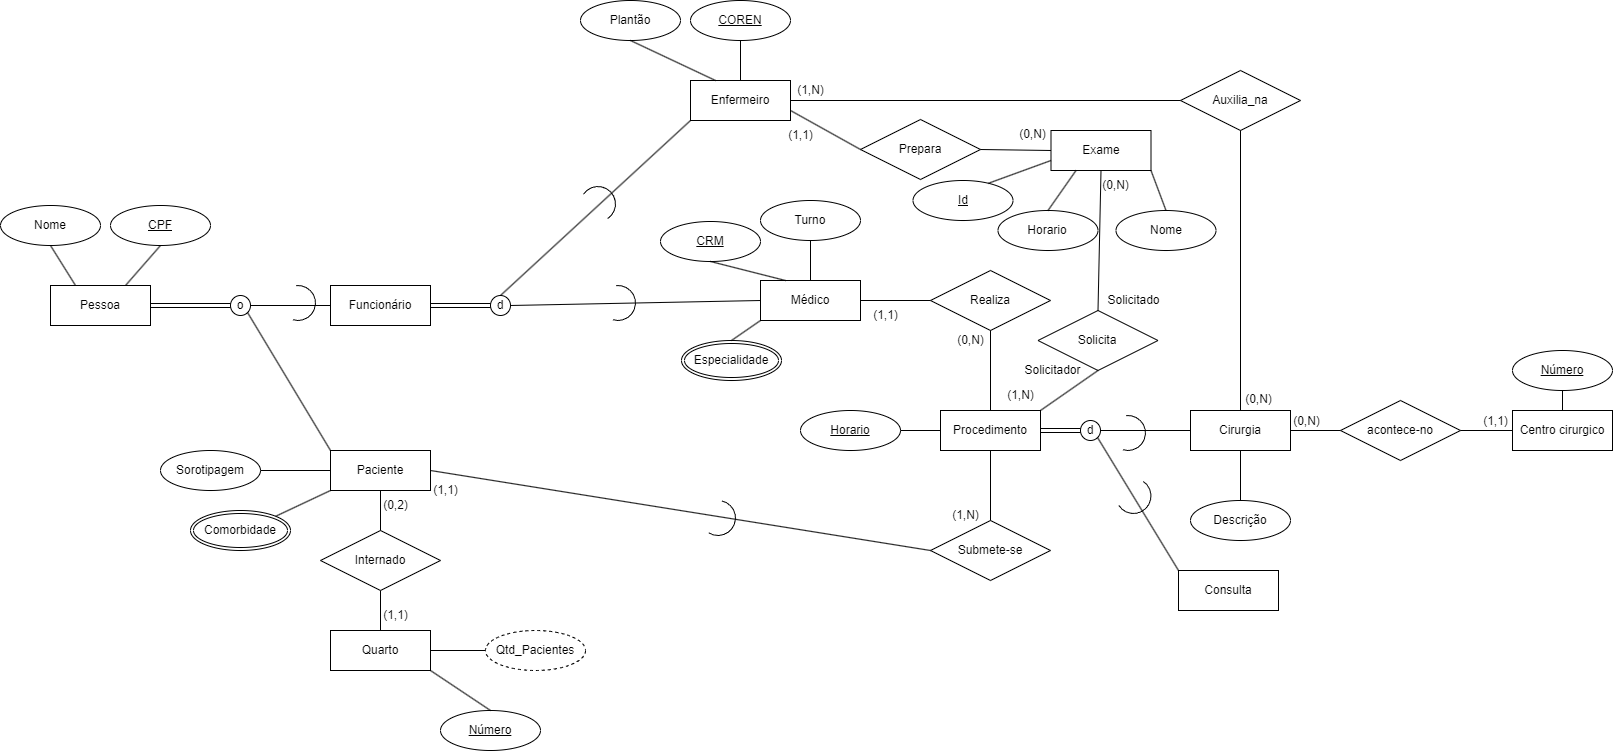 Plantão
COREN
Enfermeiro
(1,N)
Auxilia_na
(1,1)
Prepara
(0,N)
Exame
(0,N)
Id
Horario
Nome
Nome
CPF
CRM
Turno
Pessoa
o
Funcionário
d
Médico
(1,1)
Realiza
(0,N)
Solicitado
Solicita
Solicitador
Especialidade
(1,N)
Horario
Procedimento
d
(0,N)
Cirurgia
(0,N)
acontece-no
(1,1)
Número
Centro cirurgico
Sorotipagem
Paciente
(1,1)
(0,2)
Comorbidade
(1,N)
Submete-se
Descrição
Internado
Consulta
(1,1)
Quarto
Qtd_Pacientes
Número